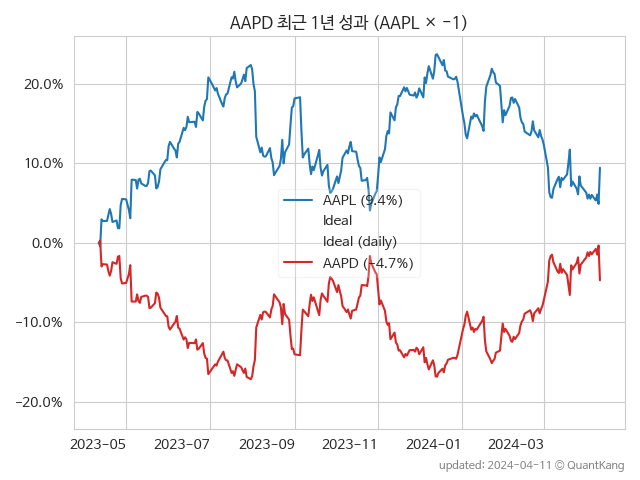 AAPD 최근 1년 성과 (AAPL × -1)
20.0%
10.0%
0.0%
−10.0%
−20.0%
AAPL (9.4%)
Ideal
Ideal (daily)
AAPD (−4.7%)
2023-05 2023-07 2023-09 2023-11 2024-01 2024-03
updated: 2024-04-11 © QuantKang